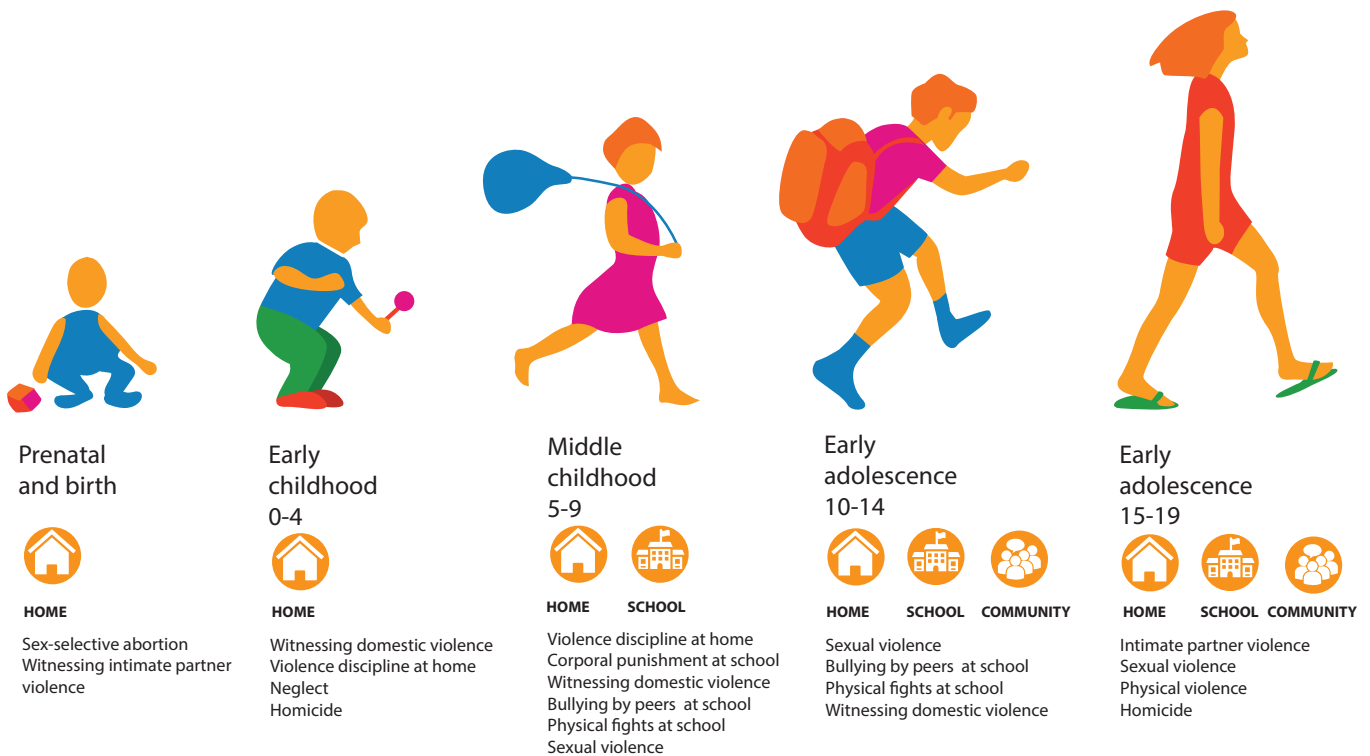 Prenatal
and birth
HOME
Sex-selective abortion
Witnessing intimate partner
violence
Early
childhood
0-4
HOME
Witnessing domestic violence
Violence discipline at home
Neglect
Homicide
Middle
childhood
5-9
HOME SCHOOL
Violence discipline at home
Corporal punishment at school
Witnessing domestic violence
Bullying by peers at school
Physical fights at school
Sexual violence
Early
adolescence
10-14
HOME SCHOOL COMMUNITY
Sexual violence
Bullying by peers at school
Physical fights at school
Witnessing domestic violence
Early
adolescence
15-19
HOME SCHOOL COMMUNITY
Intimate partner violence
Sexual violence
Physical violence
Homicide